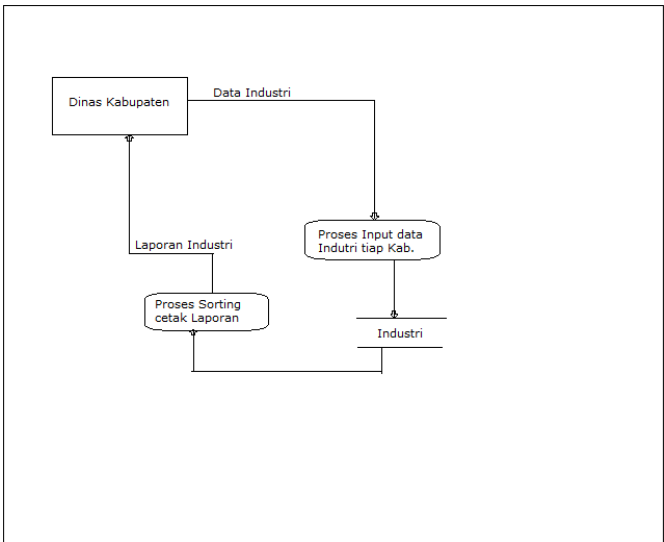 Data Industri
Dinas Kabupaten
Proses Input data
Indutri tiap Kab.
Laporan Industri
Proses Sorting
cetak Laporan
Industri